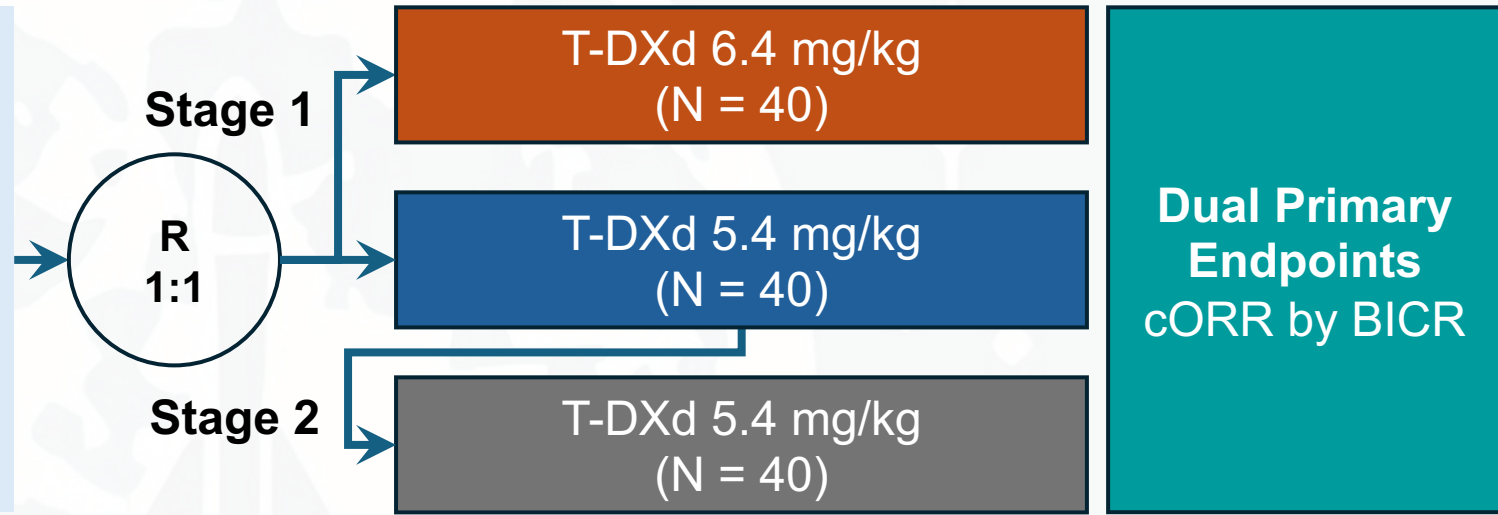 Stage 1
R
1:1
T-DXd 6.4 mg/kg
(N = 40)
T-DXd 5.4 mg/kg
(N = 40)
Stage 2
T-DXd 5.4 mg/kg
(N = 40)
Dual Primary
Endpoints
cORR by BICR